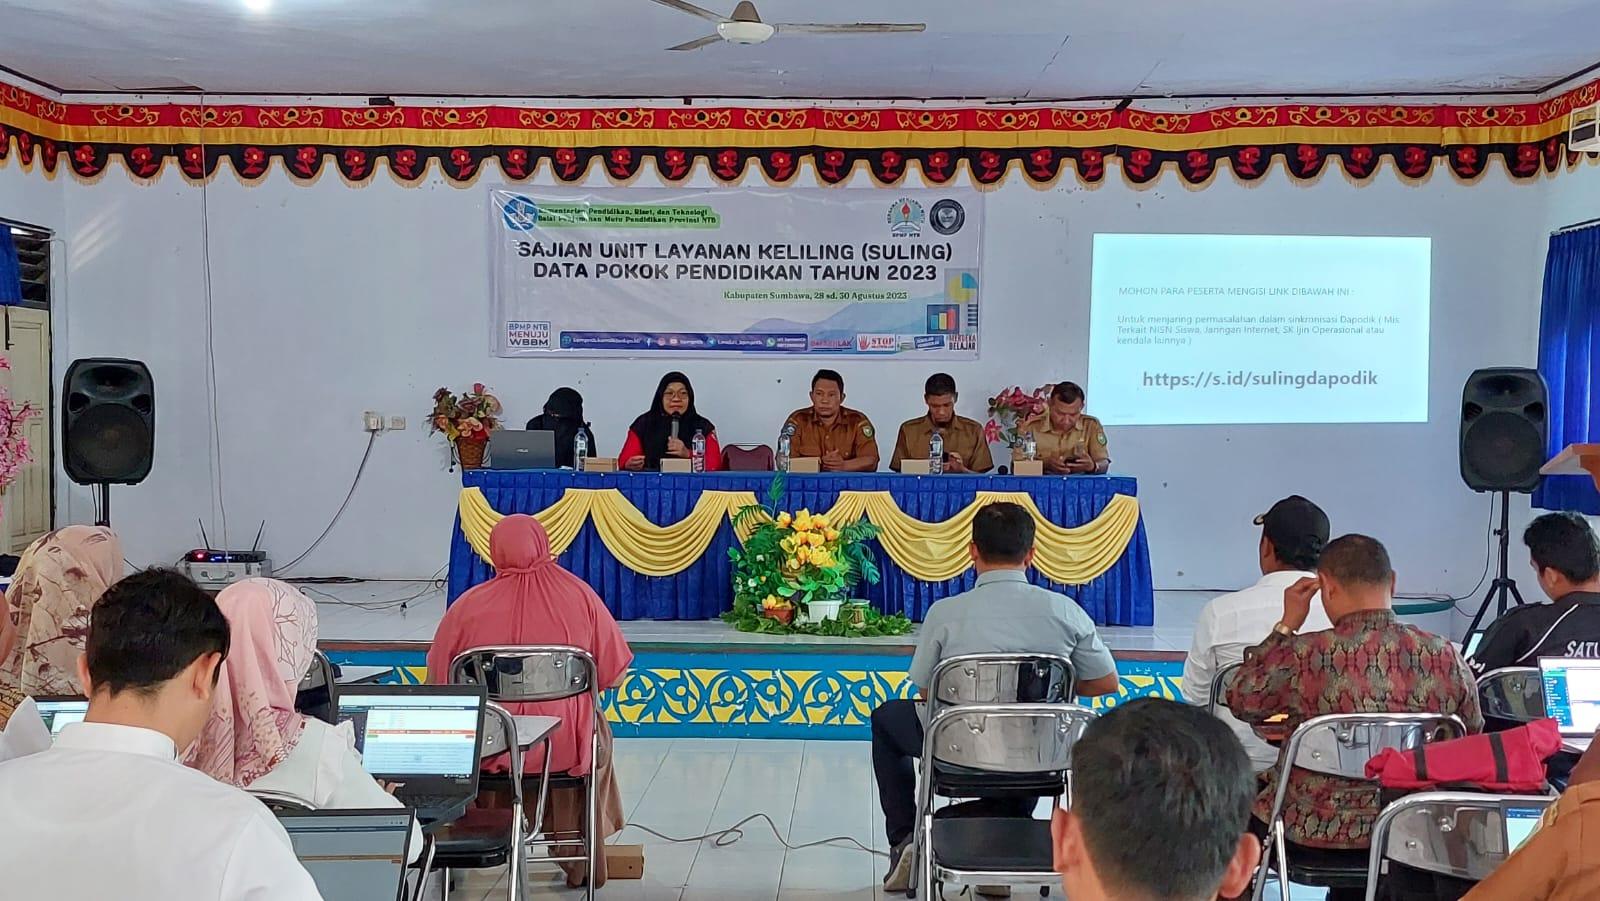 Kementerian Pendidikan, Riset, dan Teknologi
Balai Penjaminan Mutu Pendidikan Provinsi NTB
BPMP NTB
SAJIAN UNIT LAYANAN KELILING (SULING)
DATA POKOK PENDIDIKAN TAHUN 2023
Kabupaten Sumbawa, 28 sd. 30 Agustus 2023
BPMP NTB
MENUJU
WBBM
STOP
MERDEKA
BELAJAR
MOHON PARA PESERTA MENGISI LINK DIBAWAH INI :
Untuk menjaring permasalahan dalam sinkronisasi Dapodik ( Mis
Terkait NISN Siswa, Jaringan Internet, SK Ijin Operasional atau
kendala lainnya )
https://s.id/sulingdapodik
SATU